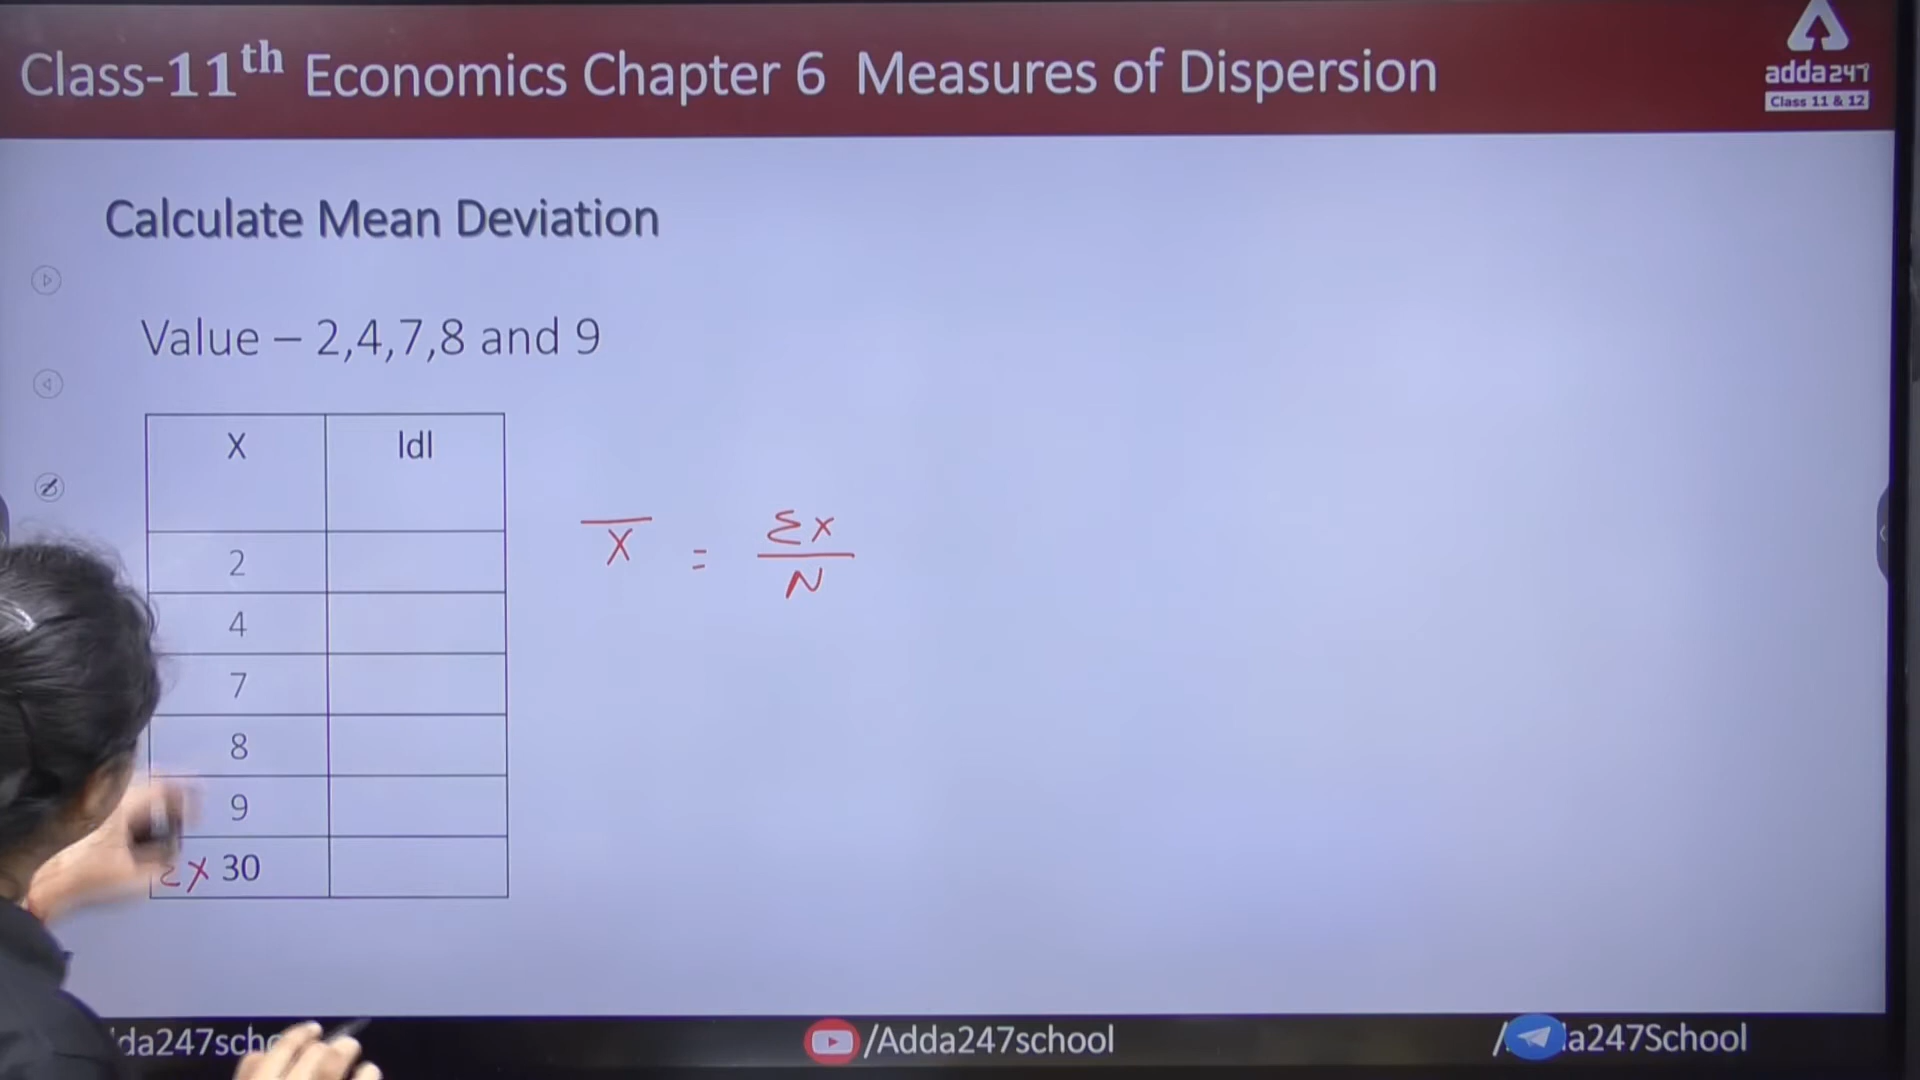 Class-11th Economics Chapter 6 Measures of Dispersion
adda247
Class 11 & 12
Calculate Mean Deviation
Value – 2,4,7,8 and 9
X ldl
2
4
7
8
9
Σx 30
X̄ = Σx / N
/Adda247school